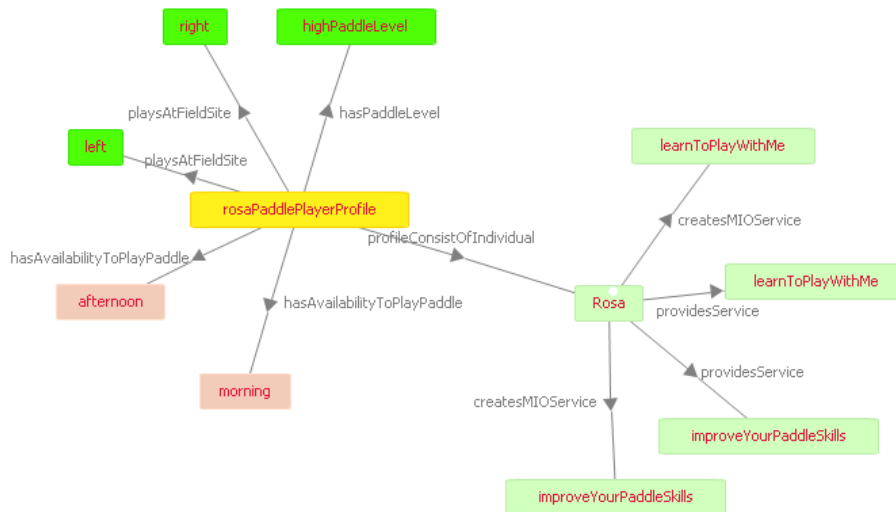 right
highPaddleLevel
playsAtFieldSite
hasPaddleLevel
left
playsAtFieldSite
learnToPlayWithMe
rosaPaddlePlayerProfile
createsMIOService
profileConsistOfIndividual
hasAvailabilityToPlayPaddle
learnToPlayWithMe
afternoon
hasAvailabilityToPlayPaddle
Rosa
providesService
providesService
morning
createsMIOService
improveYourPaddleSkills
improveYourPaddleSkills